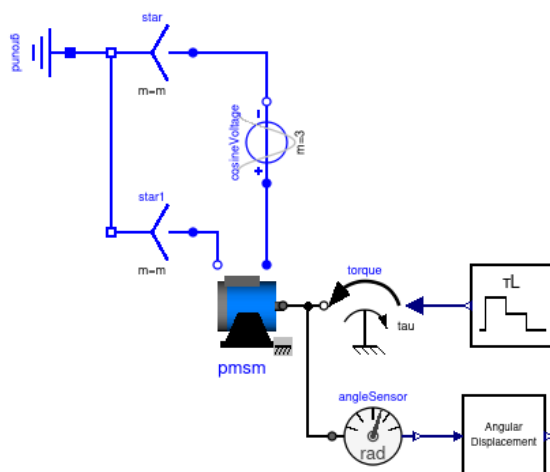 star
ground
m=m
-
cosineVoltage
m=3
+
star1
m=m
pmsm
torque
tau
τL
angleSensor
rad
Angular
Displacement